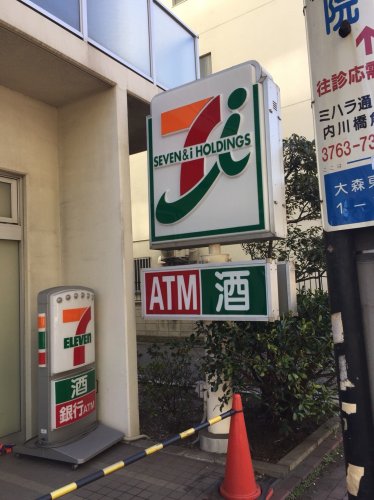 SEVEN&i HOLDINGS
ATM 酒
7
ELEVEN
酒
銀行ATM
院
往診応需
ミハラ通
内川橋
3763-73
大森東
1-